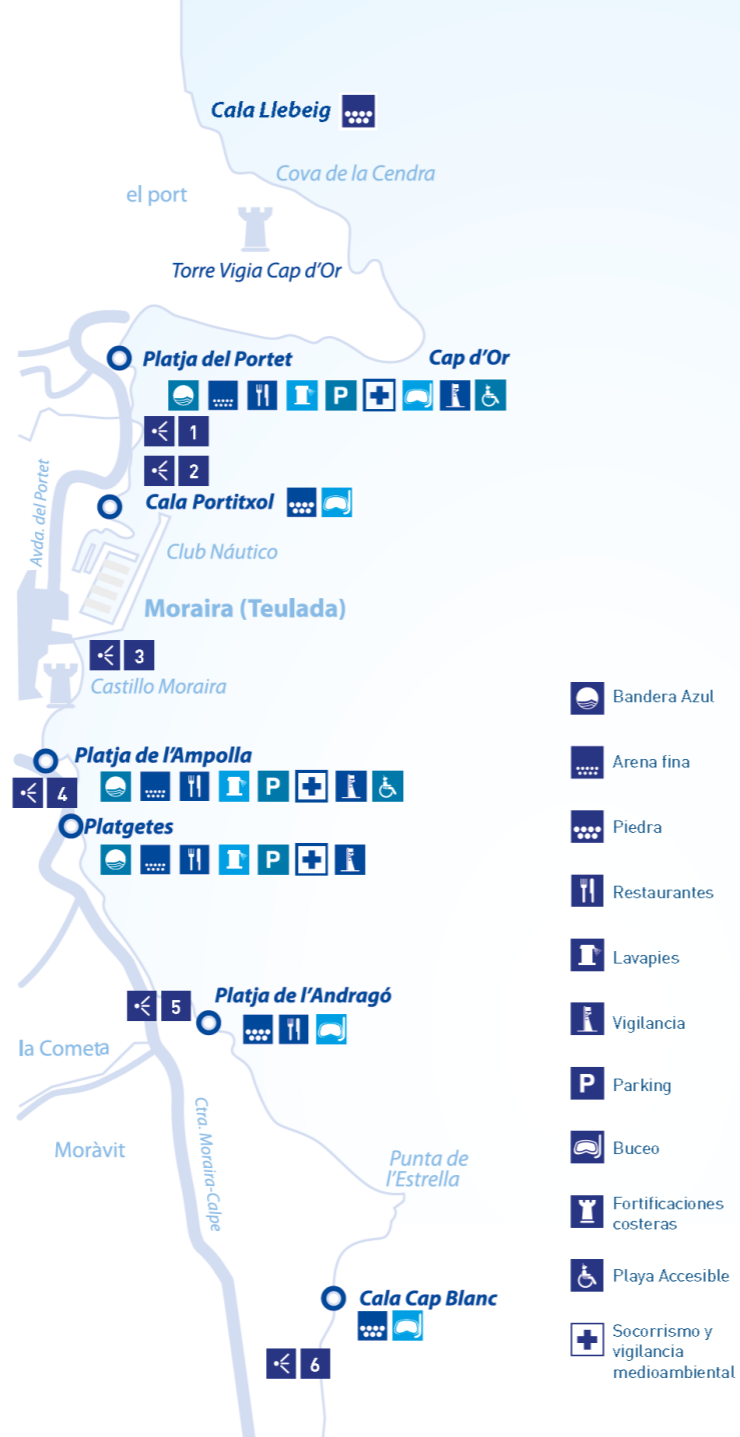 Cala Llebeig
Cova de la Cendra
el port
Torre Vigia Cap d'Or
Platja del Portet
Cap d'Or
P
1
2
Avda. del Portet
Cala Portitxol
Club Náutico
Moraira (Teulada)
3
Castillo Moraira
Platja de l'Ampolla
4
P
Platgetes
P
5
Platja de l'Andragó
la Cometa
Ctra. Moraira-Calpe
Moràvit
Punta de
l'Estrella
Cala Cap Blanc
6
Bandera Azul
Arena fina
Piedra
Restaurantes
Lavapies
Vigilancia
P Parking
Buceo
Fortificaciones
costeras
Playa Accesible
Socorrismo y
vigilancia
medioambiental